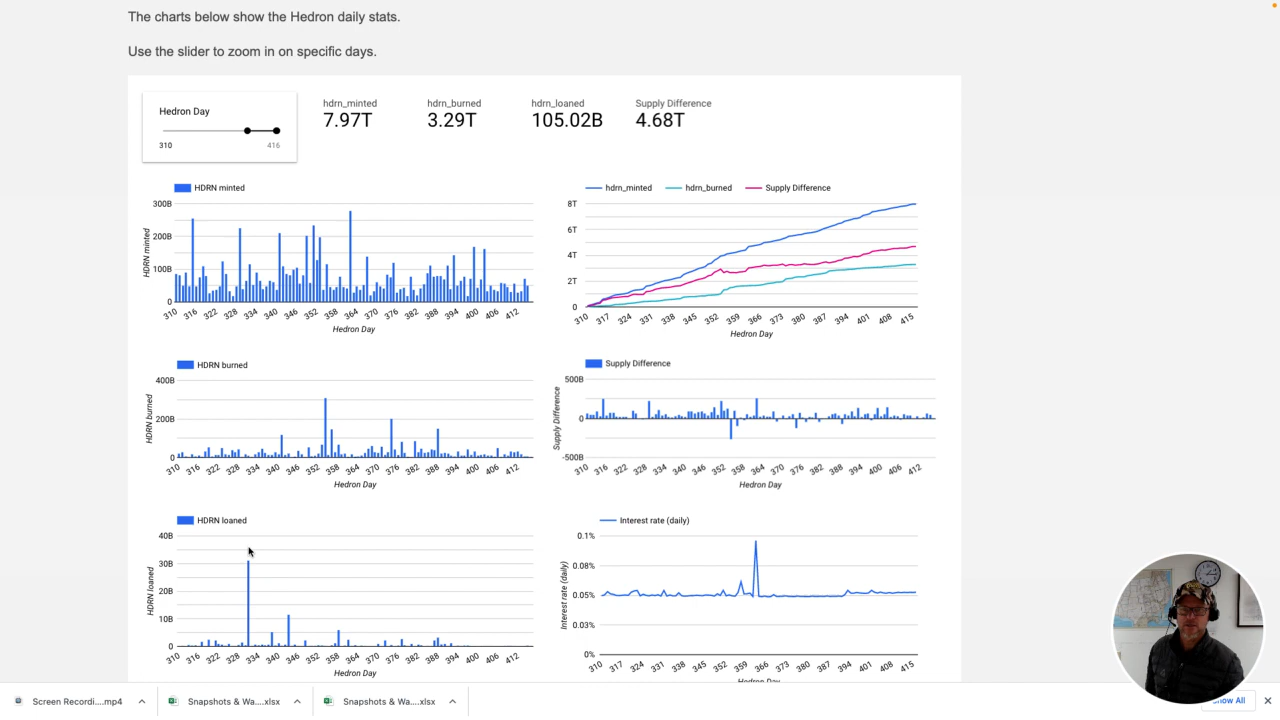 The charts below show the Hedron daily stats.
Use the slider to zoom in on specific days.
Hedron Day
310 416
hdrn_minted
7.97T
hdrn_burned
3.29T
hdrn_loaned
105.02B
Supply Difference
4.68T
HDRN minted
300B
200B
100B
0
HDRN minted
310 316 322 328 334 340 346 352 358 364 370 376 382 388 394 400 406 412
Hedron Day
hdrn_minted hdrn_burned Supply Difference
8T
6T
4T
2T
0
310 317 324 331 338 345 352 359 366 373 380 387 394 401 408 415
Hedron Day
HDRN burned
400B
200B
0
HDRN burned
310 316 322 328 334 340 346 352 358 364 370 376 382 388 394 400 406 412
Hedron Day
Supply Difference
500B
0
-500B
Supply Difference
310 316 322 328 334 340 346 352 358 364 370 376 382 388 394 400 406 412
Hedron Day
HDRN loaned
40B
30B
20B
10B
0
HDRN loaned
310 316 322 328 334 340 346 352 358 364 370 376 382 388 394 400 406 412
Hedron Day
Interest rate (daily)
0.1%
0.08%
0.05%
0.03%
0%
Interest rate (daily)
310 317 324 331 338 345 352 359 366 373 380 387 394 401 408 415
Hedron Day
Screen Recordi....mp4
Snapshots & Wa....xlsx
Snapshots & Wa....xlsx
Show All